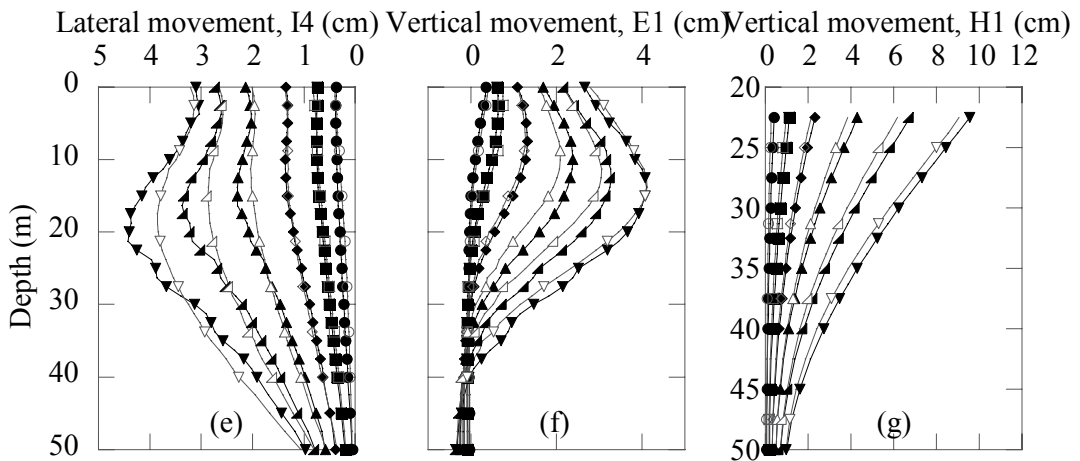 Lateral movement, I4 (cm)
Vertical movement, E1 (cm)
Vertical movement, H1 (cm)
5 4 3 2 1 0
0 2 4 6
0 2 4 6 8 10 12
Depth (m)
0
10
20
30
40
50
20
25
30
35
40
45
50
(e)
(f)
(g)